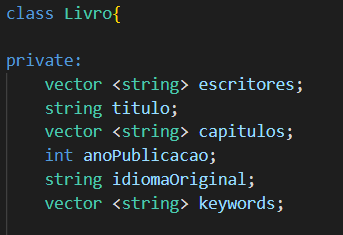 class Livro{
private:
vector <string> escritores;
string titulo;
vector <string> capitulos;
int anoPublicacao;
string idiomaOriginal;
vector <string> keywords;